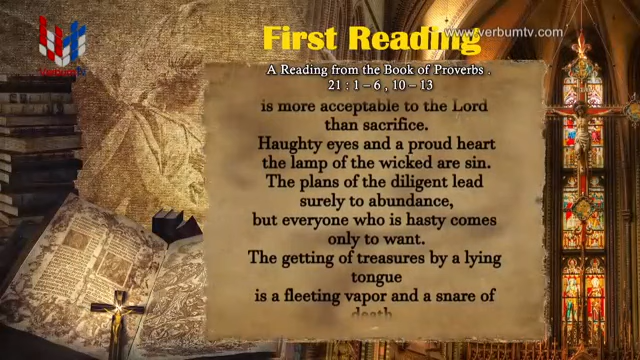 www.verbumtv.com
First Reading
A Reading from the Book of Proverbs .
21 : 1 – 6 , 10 – 13
is more acceptable to the Lord
than sacrifice.
Haughty eyes and a proud heart
the lamp of the wicked are sin.
The plans of the diligent lead
surely to abundance,
but everyone who is hasty comes
only to want.
The getting of treasures by a lying
tongue
is a fleeting vapor and a snare of
death